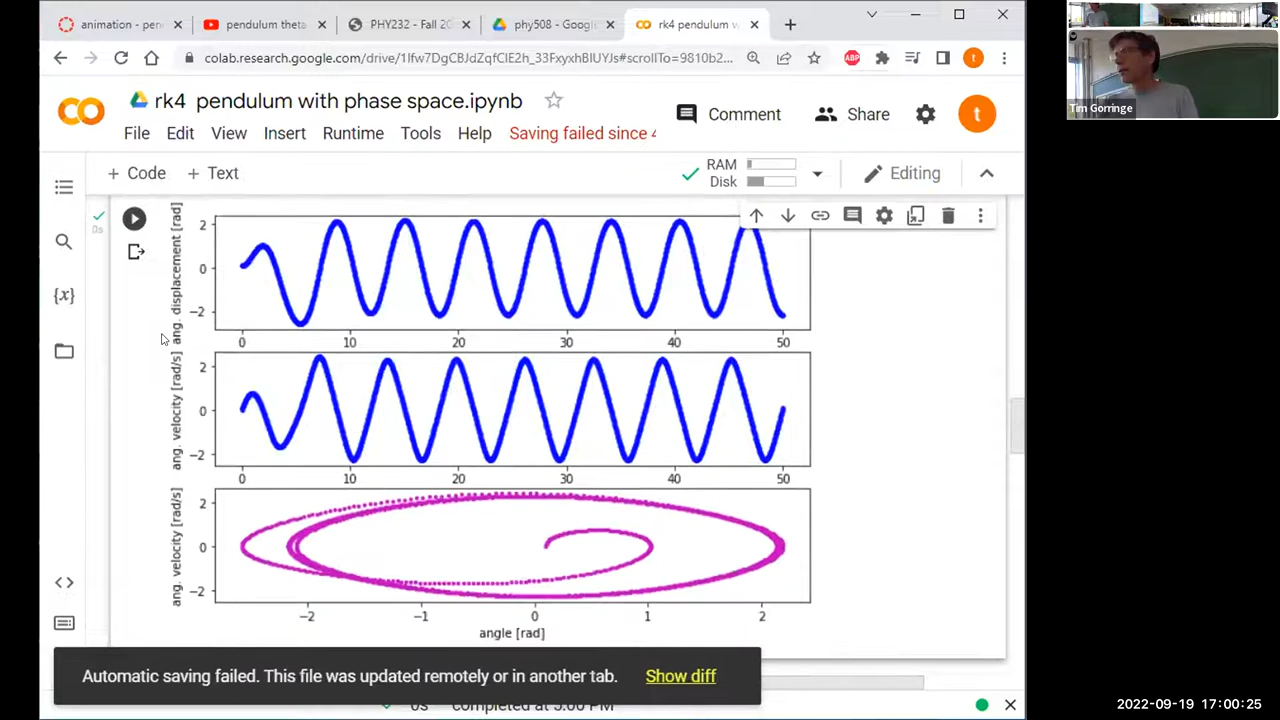 animation - pen
pendulum theta
PHY232 - Fall 20
phy508 - Google
rk4 pendulum w
colab.research.google.com/drive/1lfw7DgCBJdZqfClE2h_33FxyxhBlUYJs#scrollTo=9810b2...
ABP
t
rk4 pendulum with phase space.ipynb
Comment
Share
t
File Edit View Insert Runtime Tools Help Saving failed since 4
+ Code + Text
RAM
Disk
Editing
{x}
0s
ang. displacement [rad]
2
0
−2
0 10 20 30 40 50
ang. velocity [rad/s]
2
0
−2
0 10 20 30 40 50
ang. velocity [rad/s]
2
0
−2
−2 −1 0 1 2
angle [rad]
Automatic saving failed. This file was updated remotely or in another tab. Show diff
0s completed at 5:00 PM
Tim Gorringe
2022-09-19 17:00:25